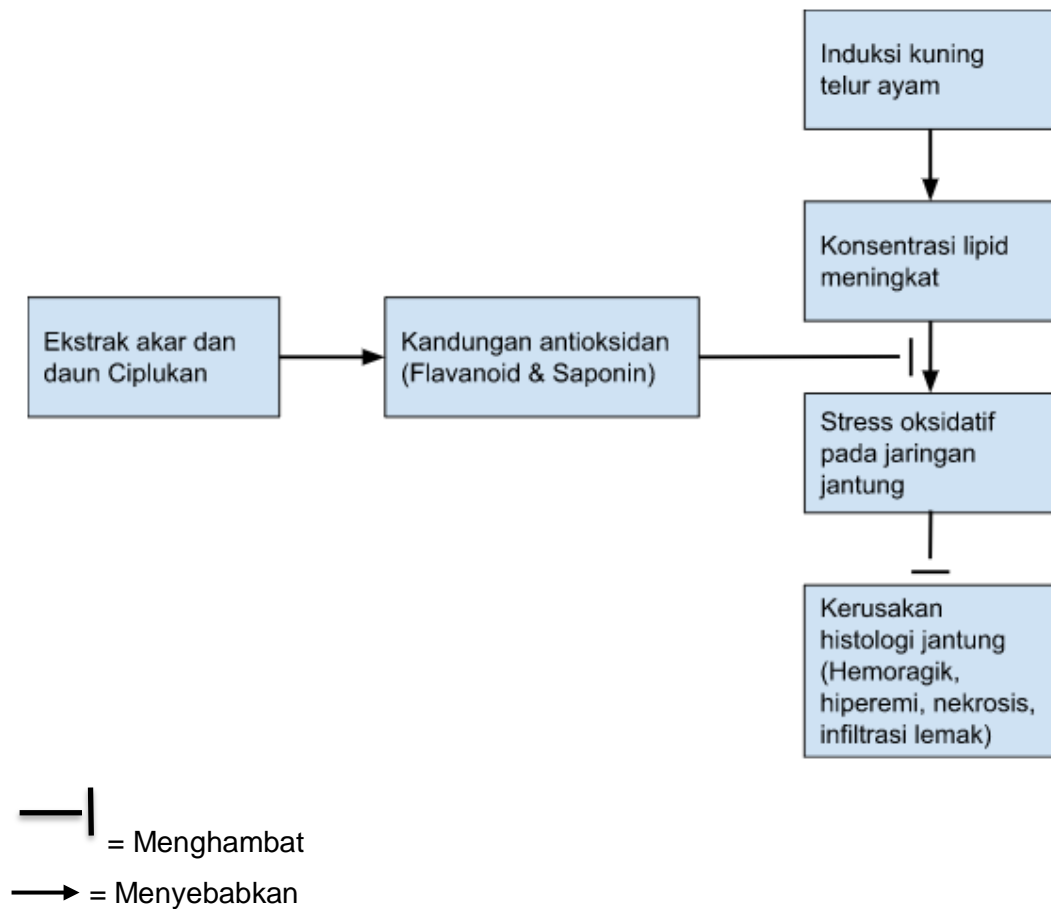 Induksi kuning
telur ayam
Konsentrasi lipid
meningkat
Ekstrak akar dan
daun Ciplukan
Kandungan antioksidan
(Flavanoid & Saponin)
Stress oksidatif
pada jaringan
jantung
Kerusakan
histologi jantung
(Hemoragik,
hiperemi, nekrosis,
infiltrasi lemak)
= Menghambat
= Menyebabkan